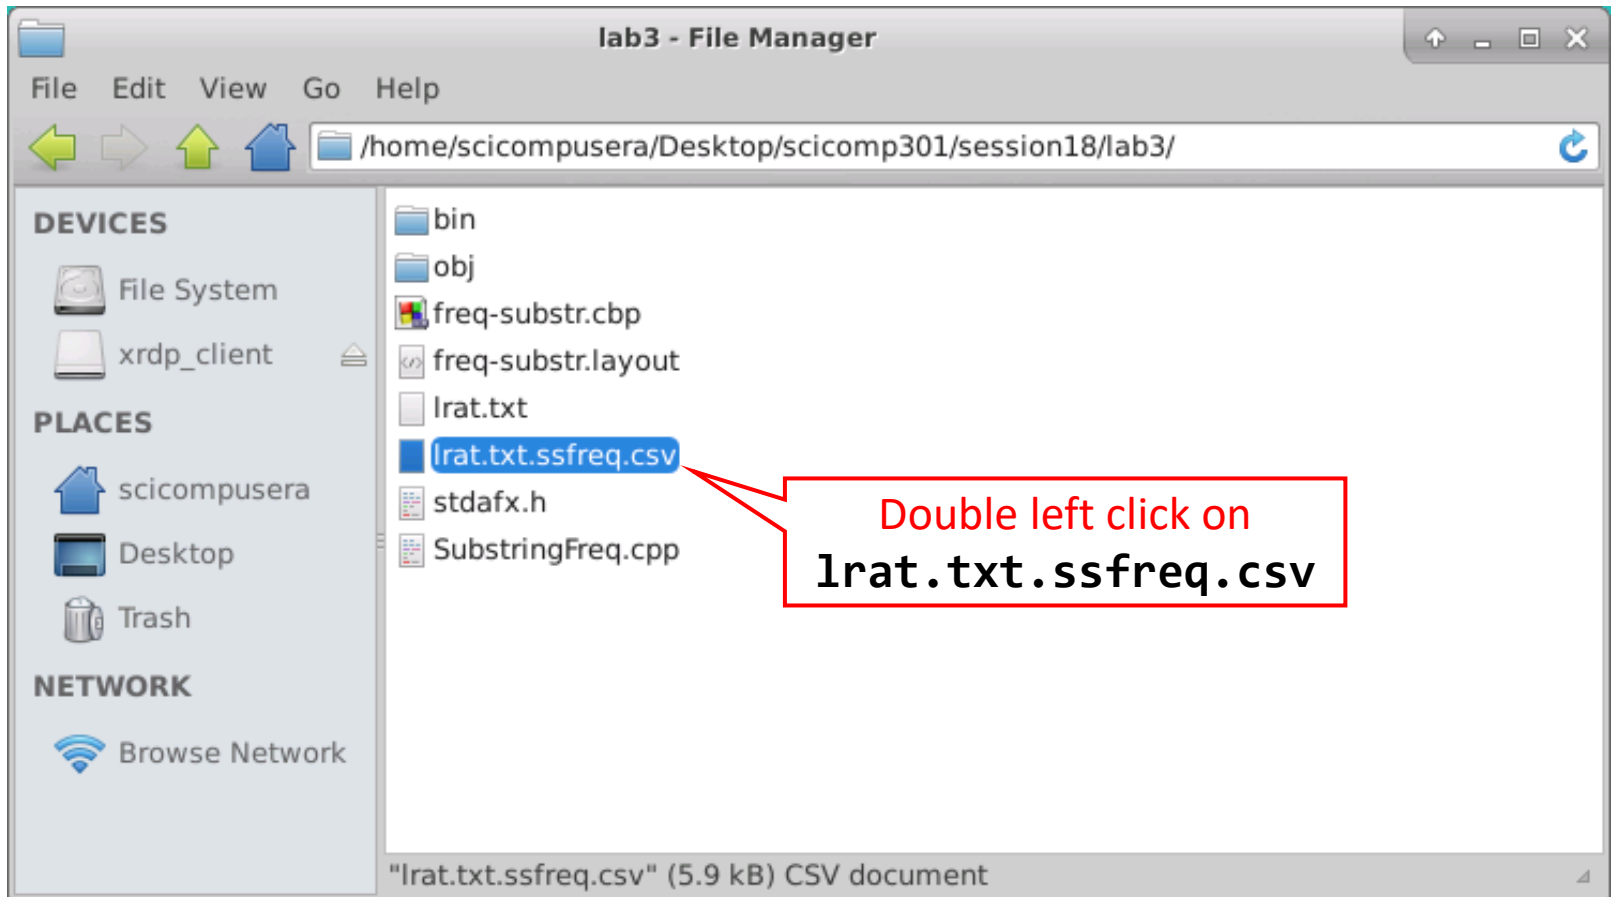 lab3 - File Manager
File Edit View Go Help
/home/scicompusera/Desktop/scicomp301/session18/lab3/
DEVICES
File System
xrdp_client
PLACES
scicompusera
Desktop
Trash
NETWORK
Browse Network
bin
obj
freq-substr.cbp
freq-substr.layout
lrat.txt
lrat.txt.ssfreq.csv
stdafx.h
SubstringFreq.cpp
Double left click on
lrat.txt.ssfreq.csv
"lrat.txt.ssfreq.csv" (5.9 kB) CSV document